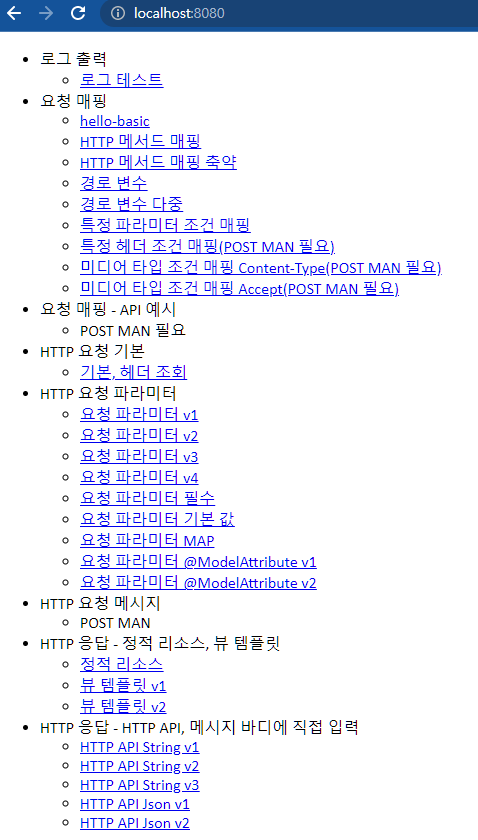 localhost:8080
로그 출력
로그 테스트
요청 매핑
hello-basic
HTTP 메서드 매핑
HTTP 메서드 매핑 축약
경로 변수
경로 변수 다중
특정 파라미터 조건 매핑
특정 헤더 조건 매핑(POST MAN 필요)
미디어 타입 조건 매핑 Content-Type(POST MAN 필요)
미디어 타입 조건 매핑 Accept(POST MAN 필요)
요청 매핑 - API 예시
POST MAN 필요
HTTP 요청 기본
기본, 헤더 조회
HTTP 요청 파라미터
요청 파라미터 v1
요청 파라미터 v2
요청 파라미터 v3
요청 파라미터 v4
요청 파라미터 필수
요청 파라미터 기본 값
요청 파라미터 MAP
요청 파라미터 @ModelAttribute v1
요청 파라미터 @ModelAttribute v2
HTTP 요청 메시지
POST MAN
HTTP 응답 - 정적 리소스, 뷰 템플릿
정적 리소스
뷰 템플릿 v1
뷰 템플릿 v2
HTTP 응답 - HTTP API, 메시지 바디에 직접 입력
HTTP API String v1
HTTP API String v2
HTTP API String v3
HTTP API Json v1
HTTP API Json v2